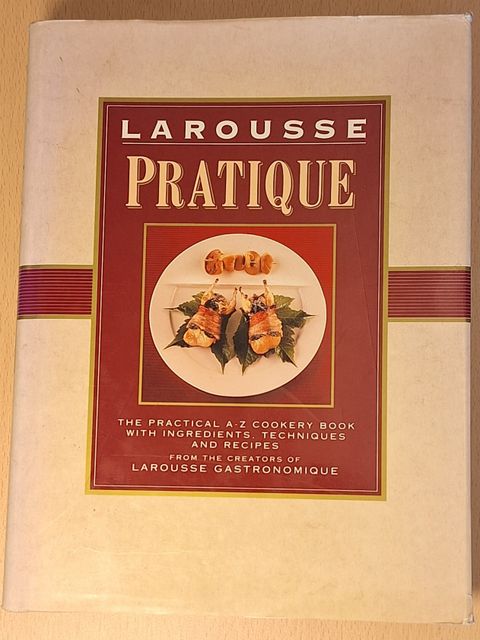 LAROUSSE
PRATIQUE
THE PRACTICAL A-Z COOKERY BOOK
WITH INGREDIENTS, TECHNIQUES
AND RECIPES
FROM THE CREATORS OF
LAROUSSE GASTRONOMIQUE